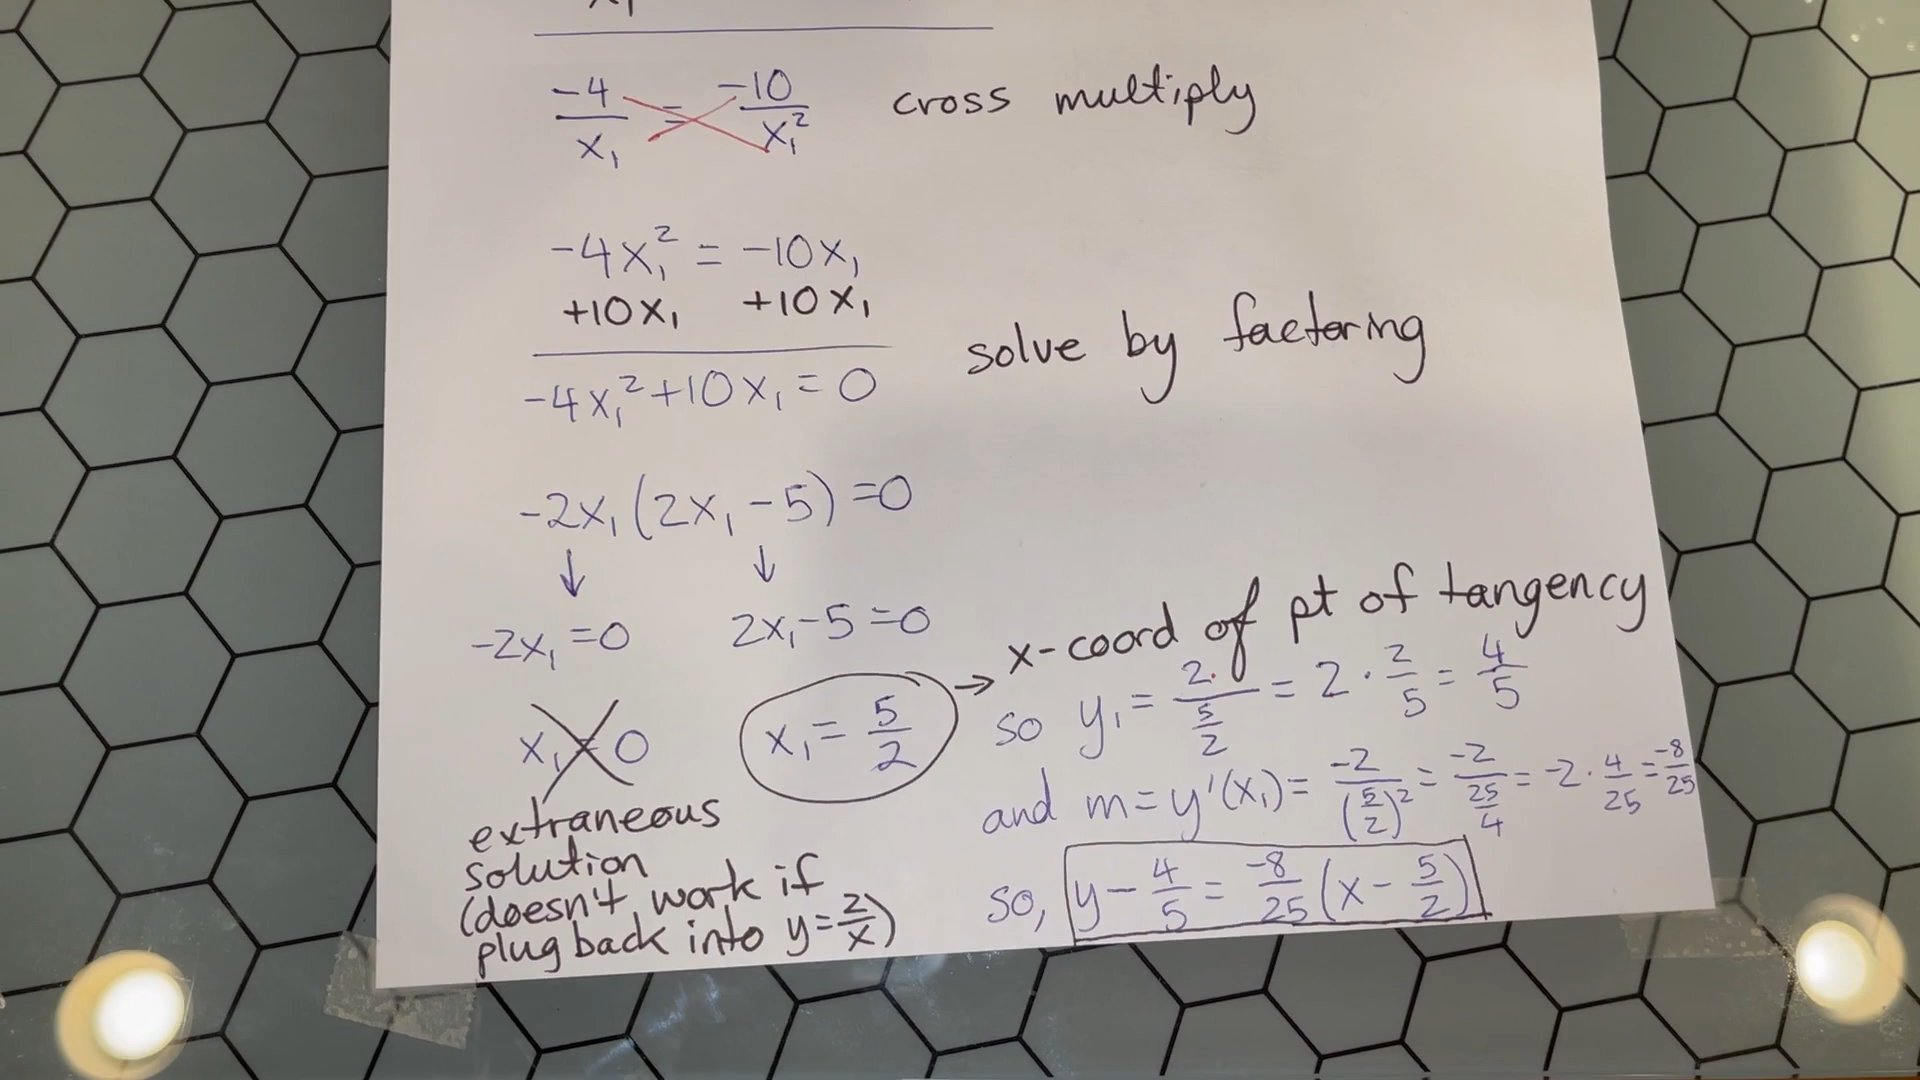 x₁
-4/x₁ = -10/x₁² cross multiply
-4x₁² = -10x₁
+10x₁ +10x₁
-4x₁²+10x₁ = 0 solve by factoring
-2x₁(2x₁-5)=0
↓ ↓
-2x₁=0 2x₁-5=0
x₁=0 x₁=5/2 → x-coord of pt of tangency
extraneous
solution
(doesn't work if
plug back into y=2/x)
so y₁= 2/(5/2) = 2·2/5 = 4/5
and m=y'(x₁)= -2/(5/2)² = -2/(25/4) = -2·4/25 = -8/25
so, y-4/5 = -8/25(x-5/2)